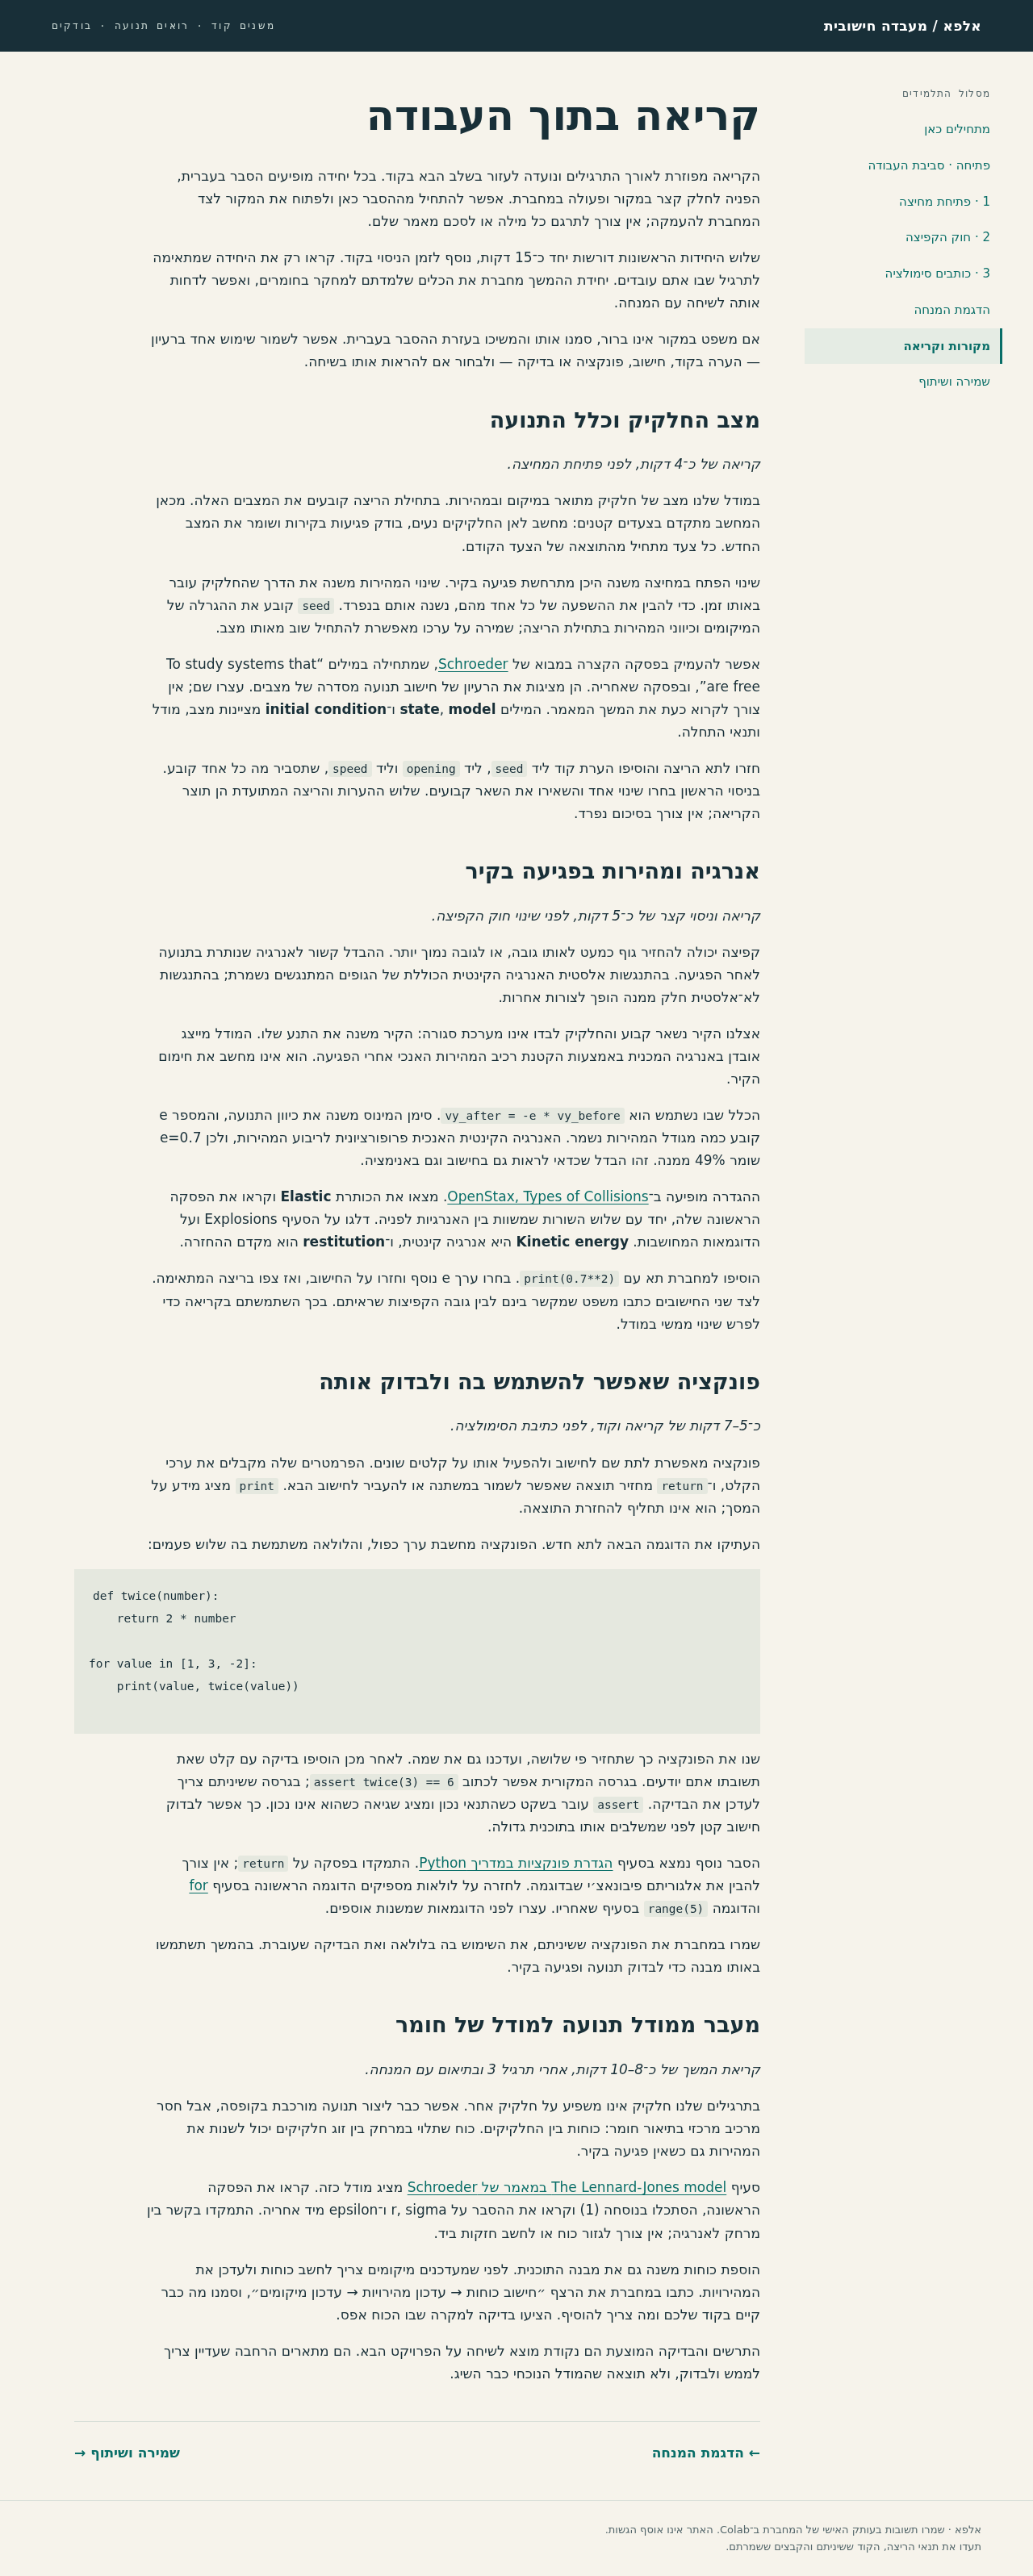 אלפא / מעבדה חישובית
משנים קוד · רואים תנועה · בודקים
מסלול התלמידים
מתחילים כאן
פתיחה · סביבת העבודה
1 · פתיחת מחיצה
2 · חוק הקפיצה
3 · כותבים סימולציה
הדגמת המנחה
מקורות וקריאה
שמירה ושיתוף
קריאה בתוך העבודה
הקריאה מפוזרת לאורך התרגילים ונועדה לעזור בשלב הבא בקוד. בכל יחידה מופיעים הסבר בעברית,
הפניה לחלק קצר במקור ופעולה במחברת. אפשר להתחיל מההסבר כאן ולפתוח את המקור לצד
המחברת להעמקה; אין צורך לתרגם כל מילה או לסכם מאמר שלם.
שלוש היחידות הראשונות דורשות יחד כ־15 דקות, נוסף לזמן הניסוי בקוד. קראו רק את היחידה שמתאימה
לתרגיל שבו אתם עובדים. יחידת ההמשך מחברת את הכלים שלמדתם למחקר בחומרים, ואפשר לדחות
אותה לשיחה עם המנחה.
אם משפט במקור אינו ברור, סמנו אותו והמשיכו בעזרת ההסבר בעברית. אפשר לשמור שימוש אחד ברעיון
— הערה בקוד, חישוב, פונקציה או בדיקה — ולבחור אם להראות אותו בשיחה.
מצב החלקיק וכלל התנועה
קריאה של כ־4 דקות, לפני פתיחת המחיצה.
במודל שלנו מצב של חלקיק מתואר במיקום ובמהירות. בתחילת הריצה קובעים את המצבים האלה. מכאן
המחשב מתקדם בצעדים קטנים: מחשב לאן החלקיקים נעים, בודק פגיעות בקירות ושומר את המצב
החדש. כל צעד מתחיל מהתוצאה של הצעד הקודם.
שינוי הפתח במחיצה משנה היכן מתרחשת פגיעה בקיר. שינוי המהירות משנה את הדרך שהחלקיק עובר
באותו זמן. כדי להבין את ההשפעה של כל אחד מהם, נשנה אותם בנפרד. seed קובע את ההגרלה של
המיקומים וכיווני המהירות בתחילת הריצה; שמירה על ערכו מאפשרת להתחיל שוב מאותו מצב.
אפשר להעמיק בפסקה הקצרה במבוא של Schroeder, שמתחילה במילים “To study systems that
are free”, ובפסקה שאחריה. הן מציגות את הרעיון של חישוב תנועה מסדרה של מצבים. עצרו שם; אין
צורך לקרוא כעת את המשך המאמר. המילים state, model ו־initial condition מציינות מצב, מודל
ותנאי התחלה.
חזרו לתא הריצה והוסיפו הערת קוד ליד seed, ליד opening וליד speed, שתסביר מה כל אחד קובע.
בניסוי הראשון בחרו שינוי אחד והשאירו את השאר קבועים. שלוש ההערות והריצה המתועדת הן תוצר
הקריאה; אין צורך בסיכום נפרד.
אנרגיה ומהירות בפגיעה בקיר
קריאה וניסוי קצר של כ־5 דקות, לפני שינוי חוק הקפיצה.
קפיצה יכולה להחזיר גוף כמעט לאותו גובה, או לגובה נמוך יותר. ההבדל קשור לאנרגיה שנותרת בתנועה
לאחר הפגיעה. בהתנגשות אלסטית האנרגיה הקינטית הכוללת של הגופים המתנגשים נשמרת; בהתנגשות
לא־אלסטית חלק ממנה הופך לצורות אחרות.
אצלנו הקיר נשאר קבוע והחלקיק לבדו אינו מערכת סגורה: הקיר משנה את התנע שלו. המודל מייצג
אובדן באנרגיה המכנית באמצעות הקטנת רכיב המהירות האנכי אחרי הפגיעה. הוא אינו מחשב את חימום
הקיר.
הכלל שבו נשתמש הוא vy_after = -e * vy_before. סימן המינוס משנה את כיוון התנועה, והמספר e
קובע כמה מגודל המהירות נשמר. האנרגיה הקינטית האנכית פרופורציונית לריבוע המהירות, ולכן e=0.7
שומר 49% ממנה. זהו הבדל שכדאי לראות גם בחישוב וגם באנימציה.
ההגדרה מופיעה ב־OpenStax, Types of Collisions. מצאו את הכותרת Elastic וקראו את הפסקה
הראשונה שלה, יחד עם שלוש השורות שמשוות בין האנרגיות לפניה. דלגו על הסעיף Explosions ועל
הדוגמאות המחושבות. Kinetic energy היא אנרגיה קינטית, ו־restitution הוא מקדם ההחזרה.
הוסיפו למחברת תא עם print(0.7**2). בחרו ערך e נוסף וחזרו על החישוב, ואז צפו בריצה המתאימה.
לצד שני החישובים כתבו משפט שמקשר בינם לבין גובה הקפיצות שראיתם. בכך השתמשתם בקריאה כדי
לפרש שינוי ממשי במודל.
פונקציה שאפשר להשתמש בה ולבדוק אותה
כ־5–7 דקות של קריאה וקוד, לפני כתיבת הסימולציה.
פונקציה מאפשרת לתת שם לחישוב ולהפעיל אותו על קלטים שונים. הפרמטרים שלה מקבלים את ערכי
הקלט, ו־return מחזיר תוצאה שאפשר לשמור במשתנה או להעביר לחישוב הבא. print מציג מידע על
המסך; הוא אינו תחליף להחזרת התוצאה.
העתיקו את הדוגמה הבאה לתא חדש. הפונקציה מחשבת ערך כפול, והלולאה משתמשת בה שלוש פעמים:
def twice(number):
    return 2 * number
for value in [1, 3, -2]:
    print(value, twice(value))
שנו את הפונקציה כך שתחזיר פי שלושה, ועדכנו גם את שמה. לאחר מכן הוסיפו בדיקה עם קלט שאת
תשובתו אתם יודעים. בגרסה המקורית אפשר לכתוב assert twice(3) == 6; בגרסה ששיניתם צריך
לעדכן את הבדיקה. assert עובר בשקט כשהתנאי נכון ומציג שגיאה כשהוא אינו נכון. כך אפשר לבדוק
חישוב קטן לפני שמשלבים אותו בתוכנית גדולה.
הסבר נוסף נמצא בסעיף הגדרת פונקציות במדריך Python. התמקדו בפסקה על return; אין צורך
להבין את אלגוריתם פיבונאצ׳י שבדוגמה. לחזרה על לולאות מספיקים הדוגמה הראשונה בסעיף for
והדוגמה range(5) בסעיף שאחריו. עצרו לפני הדוגמאות שמשנות אוספים.
שמרו במחברת את הפונקציה ששיניתם, את השימוש בה בלולאה ואת הבדיקה שעוברת. בהמשך תשתמשו
באותו מבנה כדי לבדוק תנועה ופגיעה בקיר.
מעבר ממודל תנועה למודל של חומר
קריאת המשך של כ־8–10 דקות, אחרי תרגיל 3 ובתיאום עם המנחה.
בתרגילים שלנו חלקיק אינו משפיע על חלקיק אחר. אפשר כבר ליצור תנועה מורכבת בקופסה, אבל חסר
מרכיב מרכזי בתיאור חומר: כוחות בין החלקיקים. כוח שתלוי במרחק בין זוג חלקיקים יכול לשנות את
המהירות גם כשאין פגיעה בקיר.
סעיף The Lennard-Jones model במאמר של Schroeder מציג מודל כזה. קראו את הפסקה
הראשונה, הסתכלו בנוסחה (1) וקראו את ההסבר על r, sigma ו־epsilon מיד אחריה. התמקדו בקשר בין
מרחק לאנרגיה; אין צורך לגזור כוח או לחשב חזקות ביד.
הוספת כוחות משנה גם את מבנה התוכנית. לפני שמעדכנים מיקומים צריך לחשב כוחות ולעדכן את
המהירויות. כתבו במחברת את הרצף ״חישוב כוחות → עדכון מהירויות → עדכון מיקומים״, וסמנו מה כבר
קיים בקוד שלכם ומה צריך להוסיף. הציעו בדיקה למקרה שבו הכוח אפס.
התרשים והבדיקה המוצעת הם נקודת מוצא לשיחה על הפרויקט הבא. הם מתארים הרחבה שעדיין צריך
לממש ולבדוק, ולא תוצאה שהמודל הנוכחי כבר השיג.
← הדגמת המנחה
שמירה ושיתוף →
אלפא · שמרו תשובות בעותק האישי של המחברת ב־Colab. האתר אינו אוסף הגשות.
תעדו את תנאי הריצה, הקוד ששיניתם והקבצים ששמרתם.